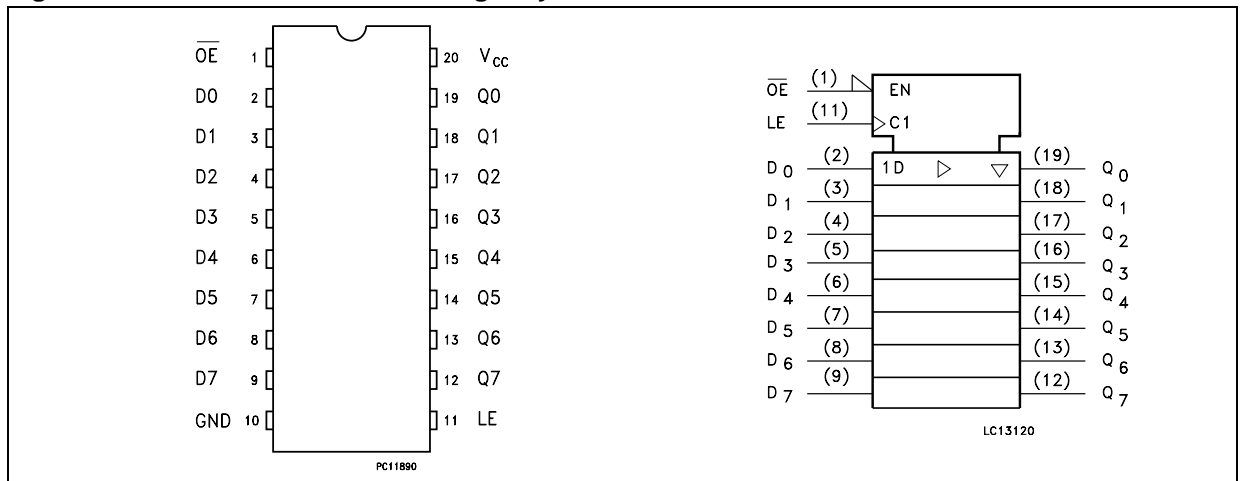 OE 1 20 VCC
D0 2 19 Q0
D1 3 18 Q1
D2 4 17 Q2
D3 5 16 Q3
D4 6 15 Q4
D5 7 14 Q5
D6 8 13 Q6
D7 9 12 Q7
GND 10 11 LE
PC11890
OE (1) EN
LE (11) C1
D0 (2) 1D (19) Q0
D1 (3) (18) Q1
D2 (4) (17) Q2
D3 (5) (16) Q3
D4 (6) (15) Q4
D5 (7) (14) Q5
D6 (8) (13) Q6
D7 (9) (12) Q7
LC13120